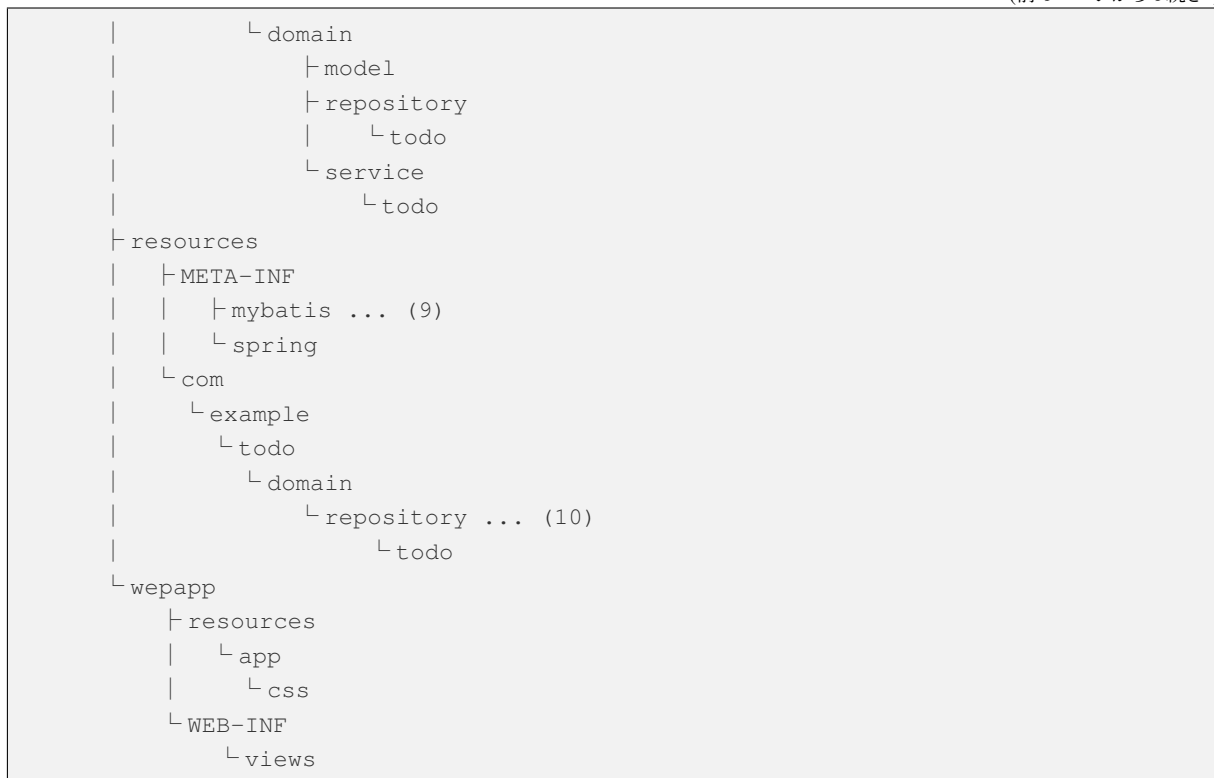 │         └ domain
│             ├ model
│             ├ repository
│             │   └ todo
│             └ service
│                 └ todo
├ resources
│   ├ META-INF
│   │   ├ mybatis ... (9)
│   │   └ spring
│   └ com
│     └ example
│       └ todo
│         └ domain
│             └ repository ... (10)
│                  └ todo
└ wepapp
    ├ resources
    │   └ app
    │     └ css
    └ WEB-INF
        └ views